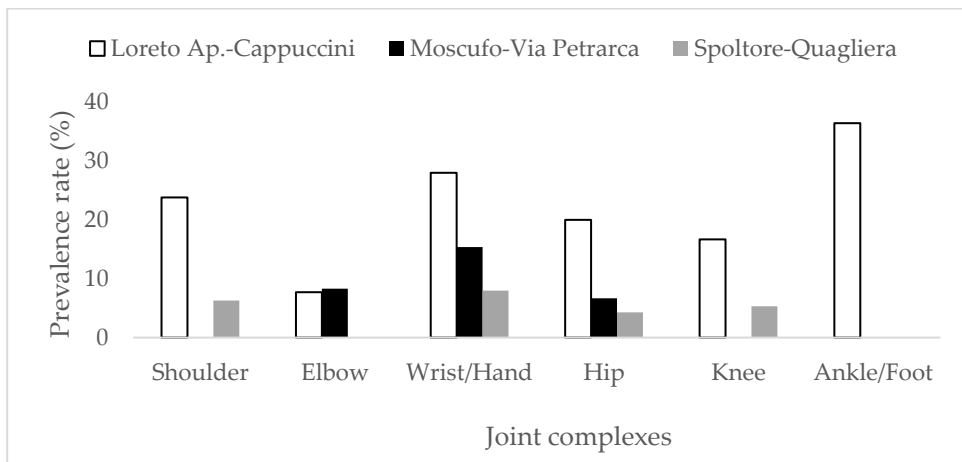 Loreto Ap.-Cappuccini Moscufo-Via Petrarca Spoltore-Quagliera
Prevalence rate (%)
40
30
20
10
0
Shoulder Elbow Wrist/Hand Hip Knee Ankle/Foot
Joint complexes